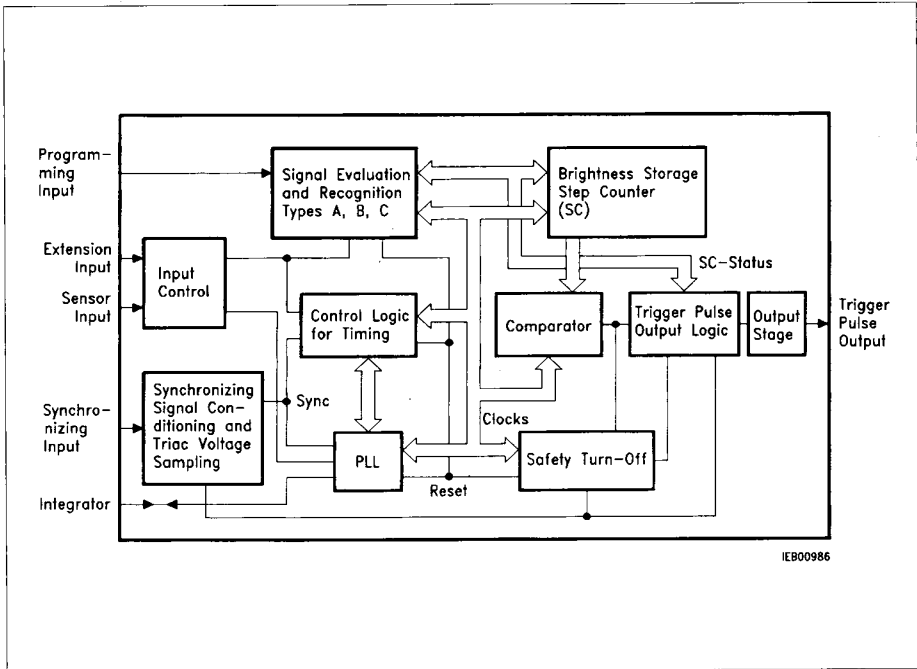 Program-
ming
Input
Signal Evaluation
and Recognition
Types A, B, C
Brightness Storage
Step Counter
(SC)
Extension
Input
Sensor
Input
Input
Control
SC-Status
Control Logic
for Timing
Comparator
Trigger Pulse
Output Logic
Output
Stage
Trigger
Pulse
Output
Synchro-
nizing
Input
Synchronizing
Signal Con-
ditioning and
Triac Voltage
Sampling
Sync
Clocks
PLL
Safety Turn-Off
Reset
Integrator
IEB00986